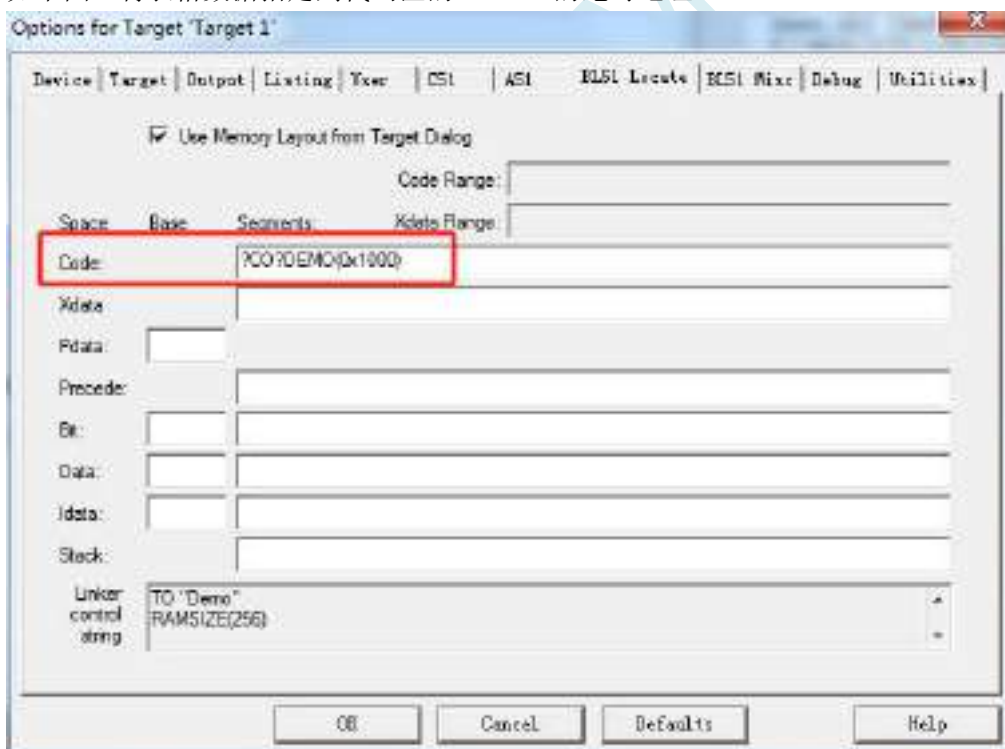 Options for Target 'Target 1'
Device Target Output Listing User C51 A51 BL51 Locate BL51 Misc Debug Utilities
Use Memory Layout from Target Dialog
Code Range:
Space Base Segments: Xdata Range:
Code: ?CO?DEMO(0x1000)
Xdata:
Pdata:
Precede:
Bit:
Data:
Idata:
Stack:
Linker control string
TO "Demo"
RAMSIZE(256)
OK Cancel Defaults Help